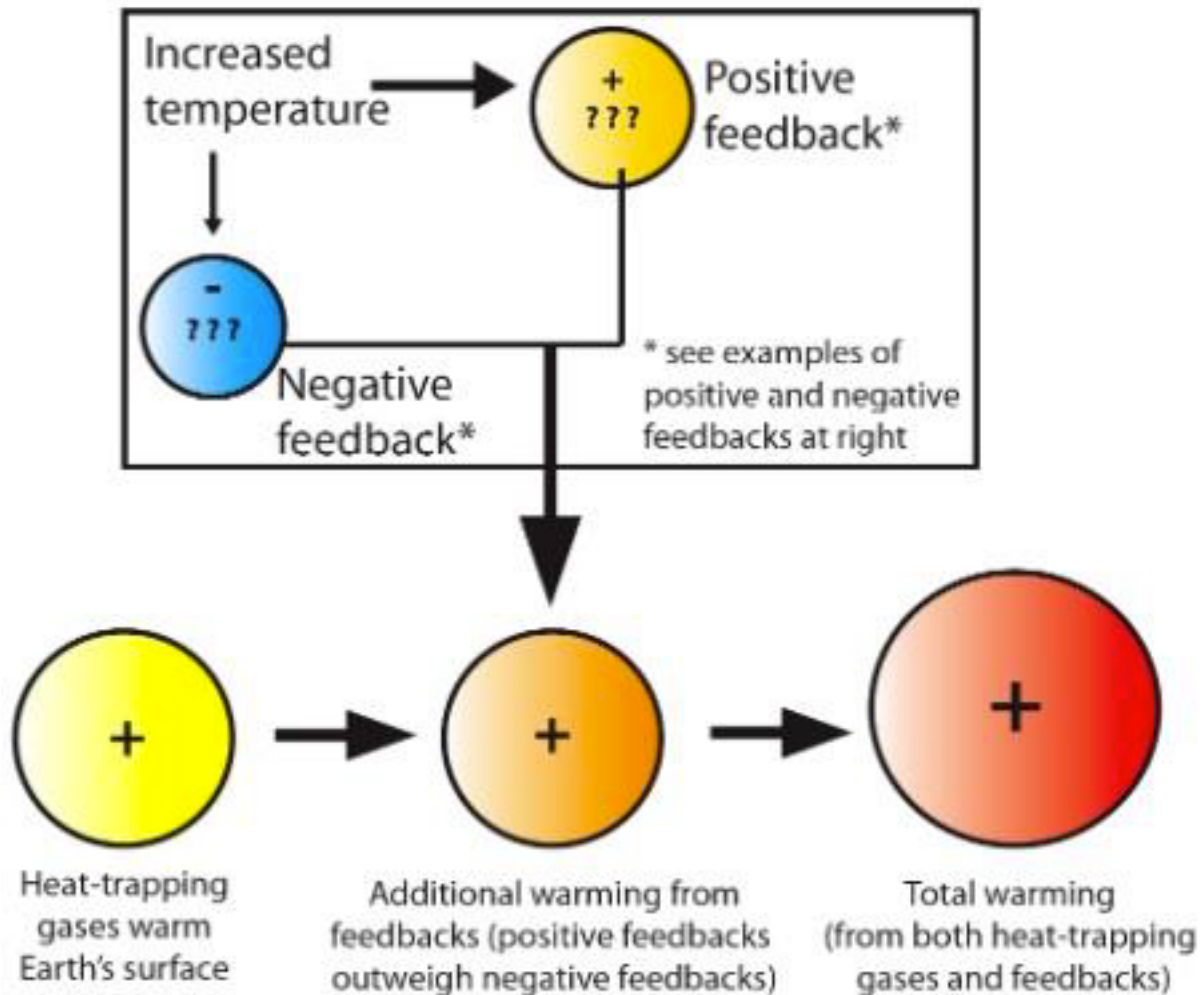 Increased
temperature
+
???
Positive
feedback*
-
???
Negative
feedback*
* see examples of
positive and negative
feedbacks at right
+
+
+
Heat-trapping
gases warm
Earth's surface
Additional warming from
feedbacks (positive feedbacks
outweigh negative feedbacks)
Total warming
(from both heat-trapping
gases and feedbacks)